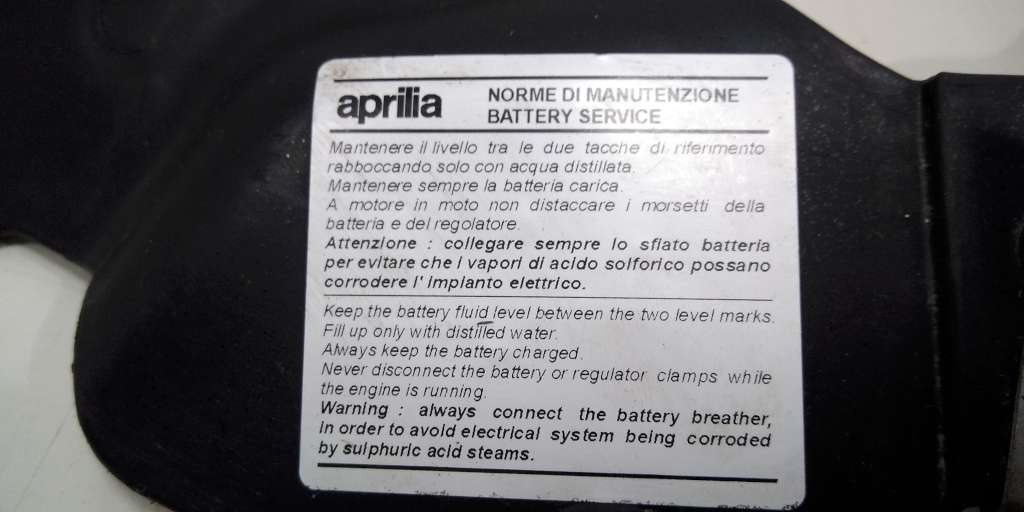 aprilia
NORME DI MANUTENZIONE
BATTERY SERVICE
Mantenere il livello tra le due tacche di riferimento
rabboccando solo con acqua distillata.
Mantenere sempre la batteria carica.
A motore in moto non distaccare i morsetti della
batteria e del regolatore.
Attenzione : collegare sempre lo sfiato batteria
per evitare che i vapori di acido solforico possano
corrodere l' impianto elettrico.
Keep the battery fluid level between the two level marks.
Fill up only with distilled water.
Always keep the battery charged.
Never disconnect the battery or regulator clamps while
the engine is running.
Warning : always connect the battery breather,
in order to avoid electrical system being corroded
by sulphuric acid steams.